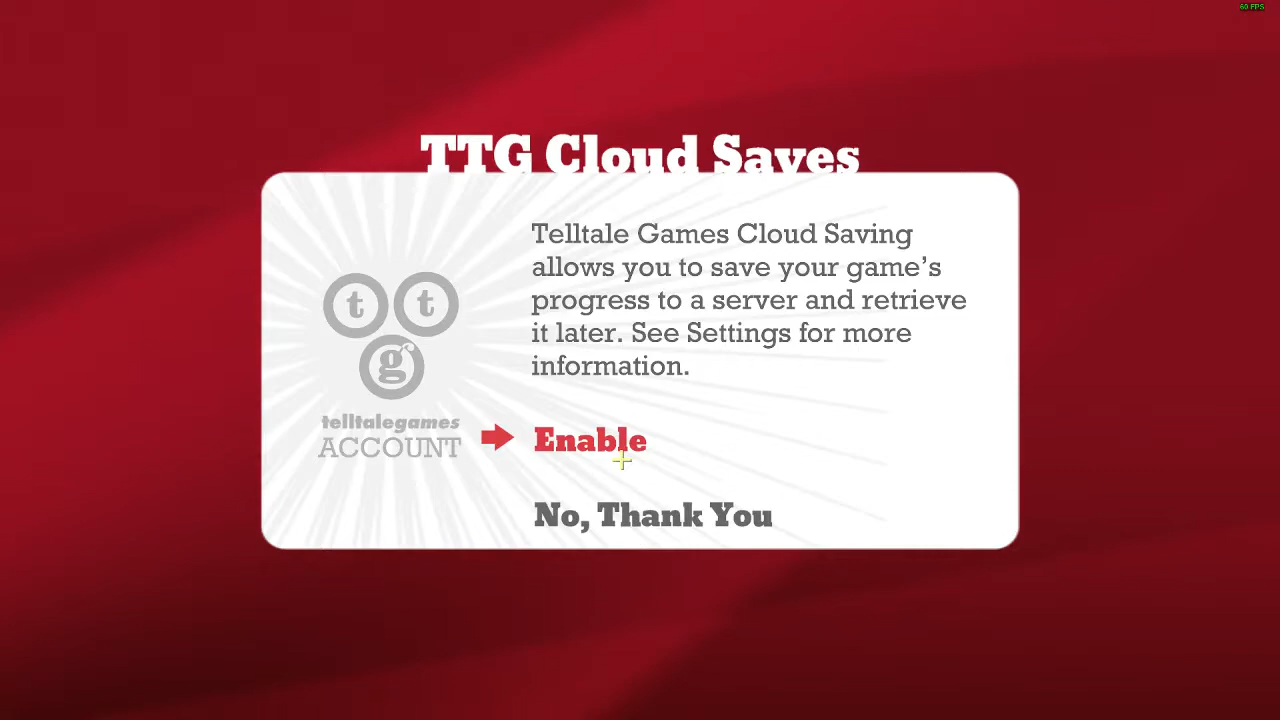 60 FPS
TTG Cloud Saves
Telltale Games Cloud Saving
allows you to save your game's
progress to a server and retrieve
it later. See Settings for more
information.
t t
g
telltalegames
ACCOUNT
Enable
No, Thank You